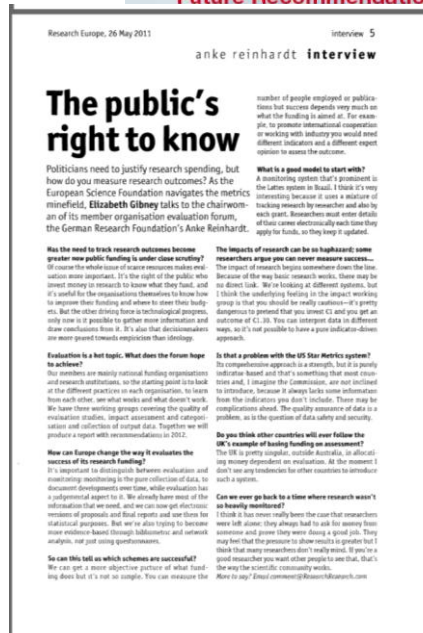 Future Recommendatio
Research Europe, 26 May 2011
interview 5
anke reinhardt interview
The public's
right to know
Politicians need to justify research spending, but
how do you measure research outcomes? As the
European Science Foundation navigates the metrics
minefield, Elizabeth Gibney talks to the chairwom-
an of its member organisation evaluation forum,
the German Research Foundation's Anke Reinhardt.
Has the need to track research outcomes become
greater now public funding is under close scrutiny?
Of course the whole issue of scarce resources makes eval-
uation more important. It's the right of the public who
invest money in research to know what they fund, and
it's useful for the organisations themselves to know how
to improve their funding and where to steer their budg-
ets. But the other driving force is technological progress,
only now is it possible to gather more information and
draw conclusions from it. It's also that decisionmakers
are more geared towards empiricism than ideology.
Evaluation is a hot topic. What does the forum hope
to achieve?
Our members are mainly national funding organisations
and research institutions, so the starting point is to look
at the different practices in each organisation, to learn
from each other, see what works and what doesn't work.
We have three working groups covering the quality of
evaluation studies, impact assessment and categori-
sation and collection of output data. Together we will
produce a report with recommendations in 2012.
How can Europe change the way it evaluates the
success of its research funding?
It's important to distinguish between evaluation and
monitoring: monitoring is the pure collection of data, to
document developments over time, while evaluation has
a judgemental aspect to it. We already have most of the
information that we need, and we can now get electronic
versions of proposals and final reports and use them for
statistical purposes. But we're also trying to become
more evidence-based through bibliometric and network
analysis, not just using questionnaires.
So can this tell us which schemes are successful?
We can get a more objective picture of what fund-
ing does but it's not so simple. You can measure the
number of people employed or publica-
tions but success depends very much on
what the funding is aimed at. For exam-
ple, to promote international cooperation
or working with industry you would need
different indicators and a different expert
opinion to assess the outcome.
What is a good model to start with?
A monitoring system that's prominent is
the Lattes system in Brazil. I think it's very
interesting because it uses a mixture of
tracking research by researcher and also by
each grant. Researchers must enter details
of their career electronically each time they
apply for funds, so they keep it updated.
The impacts of research can be so haphazard; some
researchers argue you can never measure success...
The impact of research begins somewhere down the line.
Because of the way basic research works, there may be
no direct link. We're looking at different systems, but
I think the underlying feeling in the impact working
group is that you should be really cautious—it's pretty
dangerous to pretend that you invest €1 and you get an
outcome of €1.30. You can interpret data in different
ways, so it's not possible to have a pure indicator-driven
approach.
Is that a problem with the US Star Metrics system?
Its comprehensive approach is a strength, but it is purely
indicator based and that's something that most coun-
tries and, I imagine the Commission, are not inclined
to introduce, because it always lacks some information
from the indicators you don't include. There may be
complications ahead. The quality assurance of data is a
problem, as is the question of data safety and security.
Do you think other countries will ever follow the
UK's example of basing funding on assessment?
The UK is pretty singular, outside Australia, in allocati-
ing money dependent on evaluation. At the moment I
don't see any tendencies for other countries to introduce
such a system.
Can we ever go back to a time where research wasn't
so heavily monitored?
I think it has never really been the case that researchers
were left alone; they always had to ask for money from
someone and prove they were doing a good job. They
may feel that the pressure to show results is greater but I
think that many researchers don't really mind. If you're a
good researcher you want other people to see that, that's
the way the scientific community works.
More to say? Email comment@ResearchResearch.com